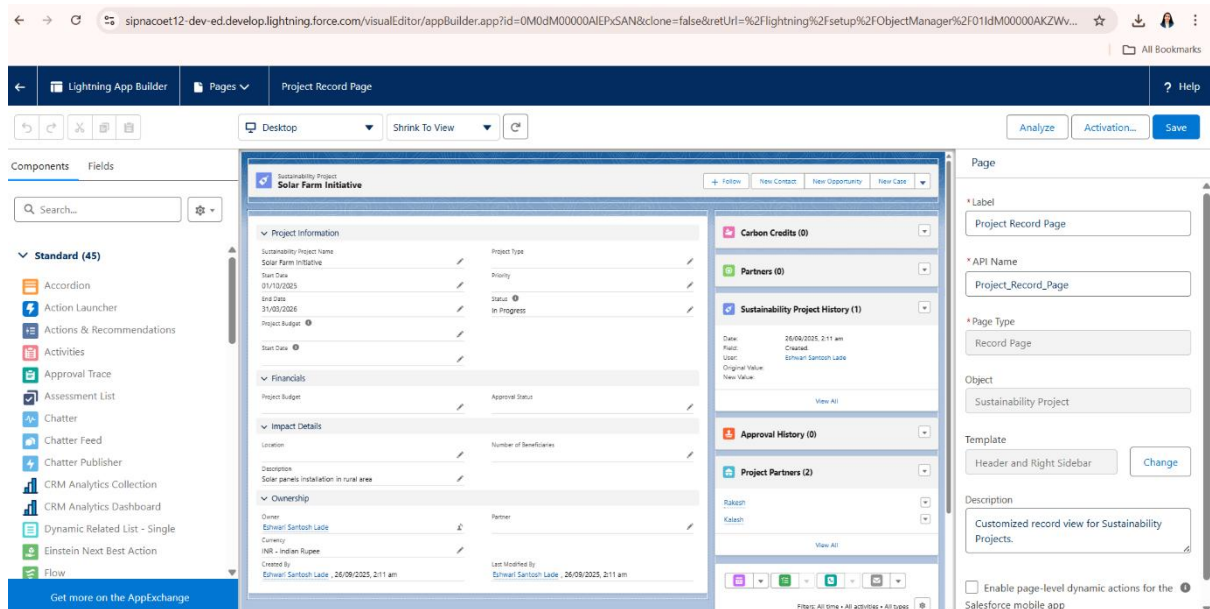 sipnacoet12-dev-ed.develop.lightning.force.com/visualEditor/appBuilder.app?id=0M0dM00000AlEPxSAN&clone=false&retUrl=%2Flightning%2Fsetup%2FObjectManager%2F01IdM00000AKZWv...
All Bookmarks
Lightning App Builder
Pages
Project Record Page
? Help
Desktop
Shrink To View
Analyze
Activation...
Save
Components
Fields
Search...
Standard (45)
Accordion
Action Launcher
Actions & Recommendations
Activities
Approval Trace
Assessment List
Chatter
Chatter Feed
Chatter Publisher
CRM Analytics Collection
CRM Analytics Dashboard
Dynamic Related List - Single
Einstein Next Best Action
Flow
Get more on the AppExchange
Sustainability Project
Solar Farm Initiative
+ Follow
New Contact
New Opportunity
New Case
Project Information
Sustainability Project Name
Solar Farm Initiative
Project Type
Start Date
01/10/2025
Priority
End Date
31/03/2026
Status
In Progress
Project Budget
Start Date
Financials
Project Budget
Approval Status
Impact Details
Location
Number of Beneficiaries
Description
Solar panels installation in rural area
Ownership
Owner
Eshwari Santosh Lade
Partner
Currency
INR - Indian Rupee
Created By
Eshwari Santosh Lade , 26/09/2025, 2:11 am
Last Modified By
Eshwari Santosh Lade , 26/09/2025, 2:11 am
Carbon Credits (0)
Partners (0)
Sustainability Project History (1)
Date: 26/09/2025, 2:11 am
Field: Created.
User: Eshwari Santosh Lade
Original Value:
New Value:
View All
Approval History (0)
Project Partners (2)
Rakesh
Kalash
View All
Filters: All time • All activities • All types
Page
*Label
Project Record Page
*API Name
Project_Record_Page
*Page Type
Record Page
Object
Sustainability Project
Template
Header and Right Sidebar
Change
Description
Customized record view for Sustainability
Projects.
Enable page-level dynamic actions for the
Salesforce mobile app